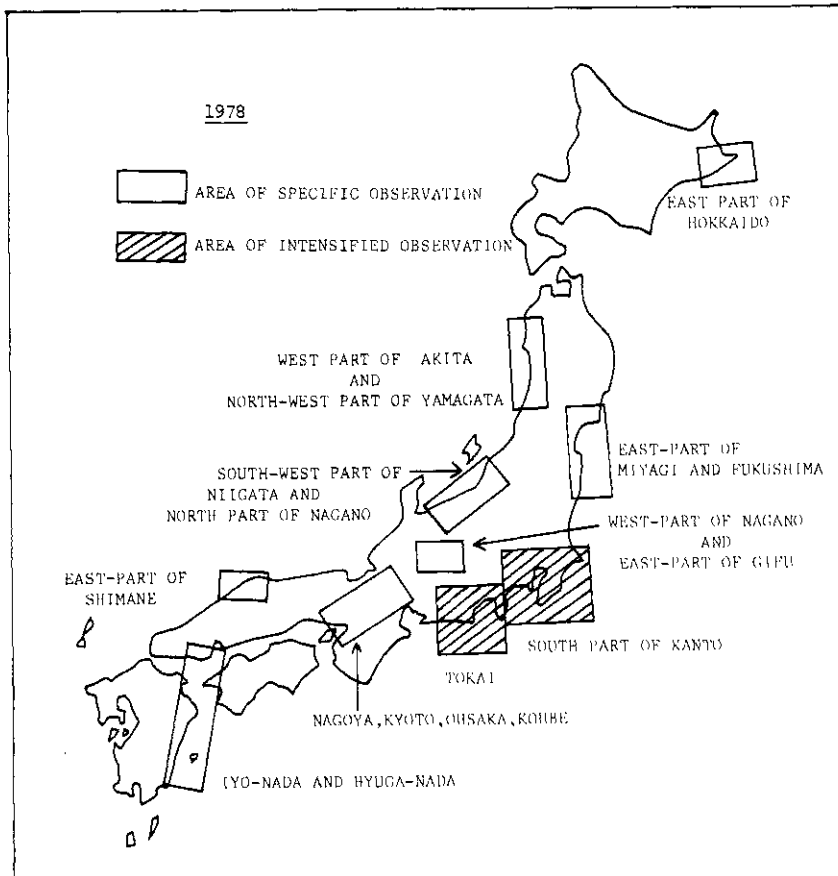 1978
AREA OF SPECIFIC OBSERVATION
AREA OF INTENSIFIED OBSERVATION
EAST PART OF
HOKKAIDO
WEST PART OF AKITA
AND
NORTH-WEST PART OF YAMAGATA
EAST-PART OF
MIYAGI AND FUKUSHIMA
SOUTH-WEST PART OF
NIIGATA AND
NORTH PART OF NAGANO
WEST-PART OF NAGANO
AND
EAST-PART OF GIFU
EAST-PART OF
SHIMANE
SOUTH PART OF KANTO
TOKAI
NAGOYA,KYOTO,OHSAKA,KOHBE
IYO-NADA AND HYUGA-NADA